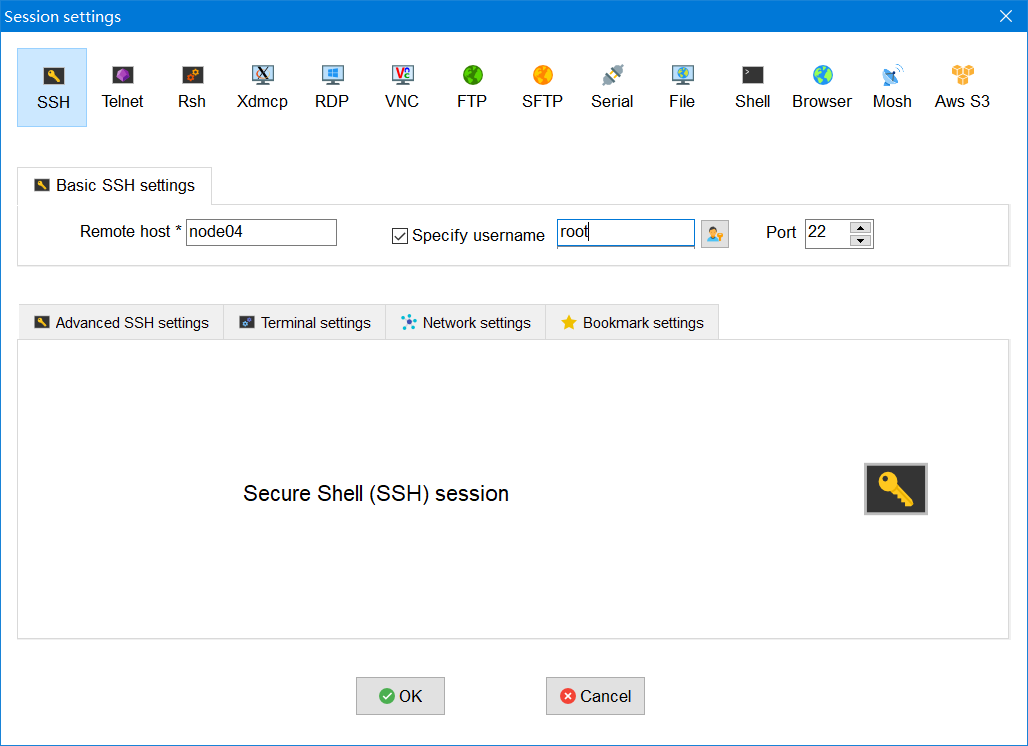 Session settings
SSH Telnet Rsh Xdmcp RDP VNC FTP SFTP Serial File Shell Browser Mosh Aws S3
Basic SSH settings
Remote host * node04 Specify username root Port 22
Advanced SSH settings Terminal settings Network settings Bookmark settings
Secure Shell (SSH) session
OK Cancel